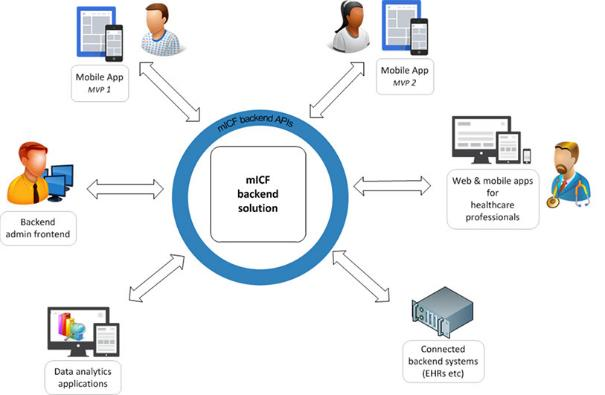 Mobile App
MVP 1
Mobile App
MVP 2
mICF backend APIs
mICF
backend
solution
Backend
admin frontend
Web & mobile apps
for
healthcare
professionals
Data analytics
applications
Connected
backend systems
(EHRs etc)